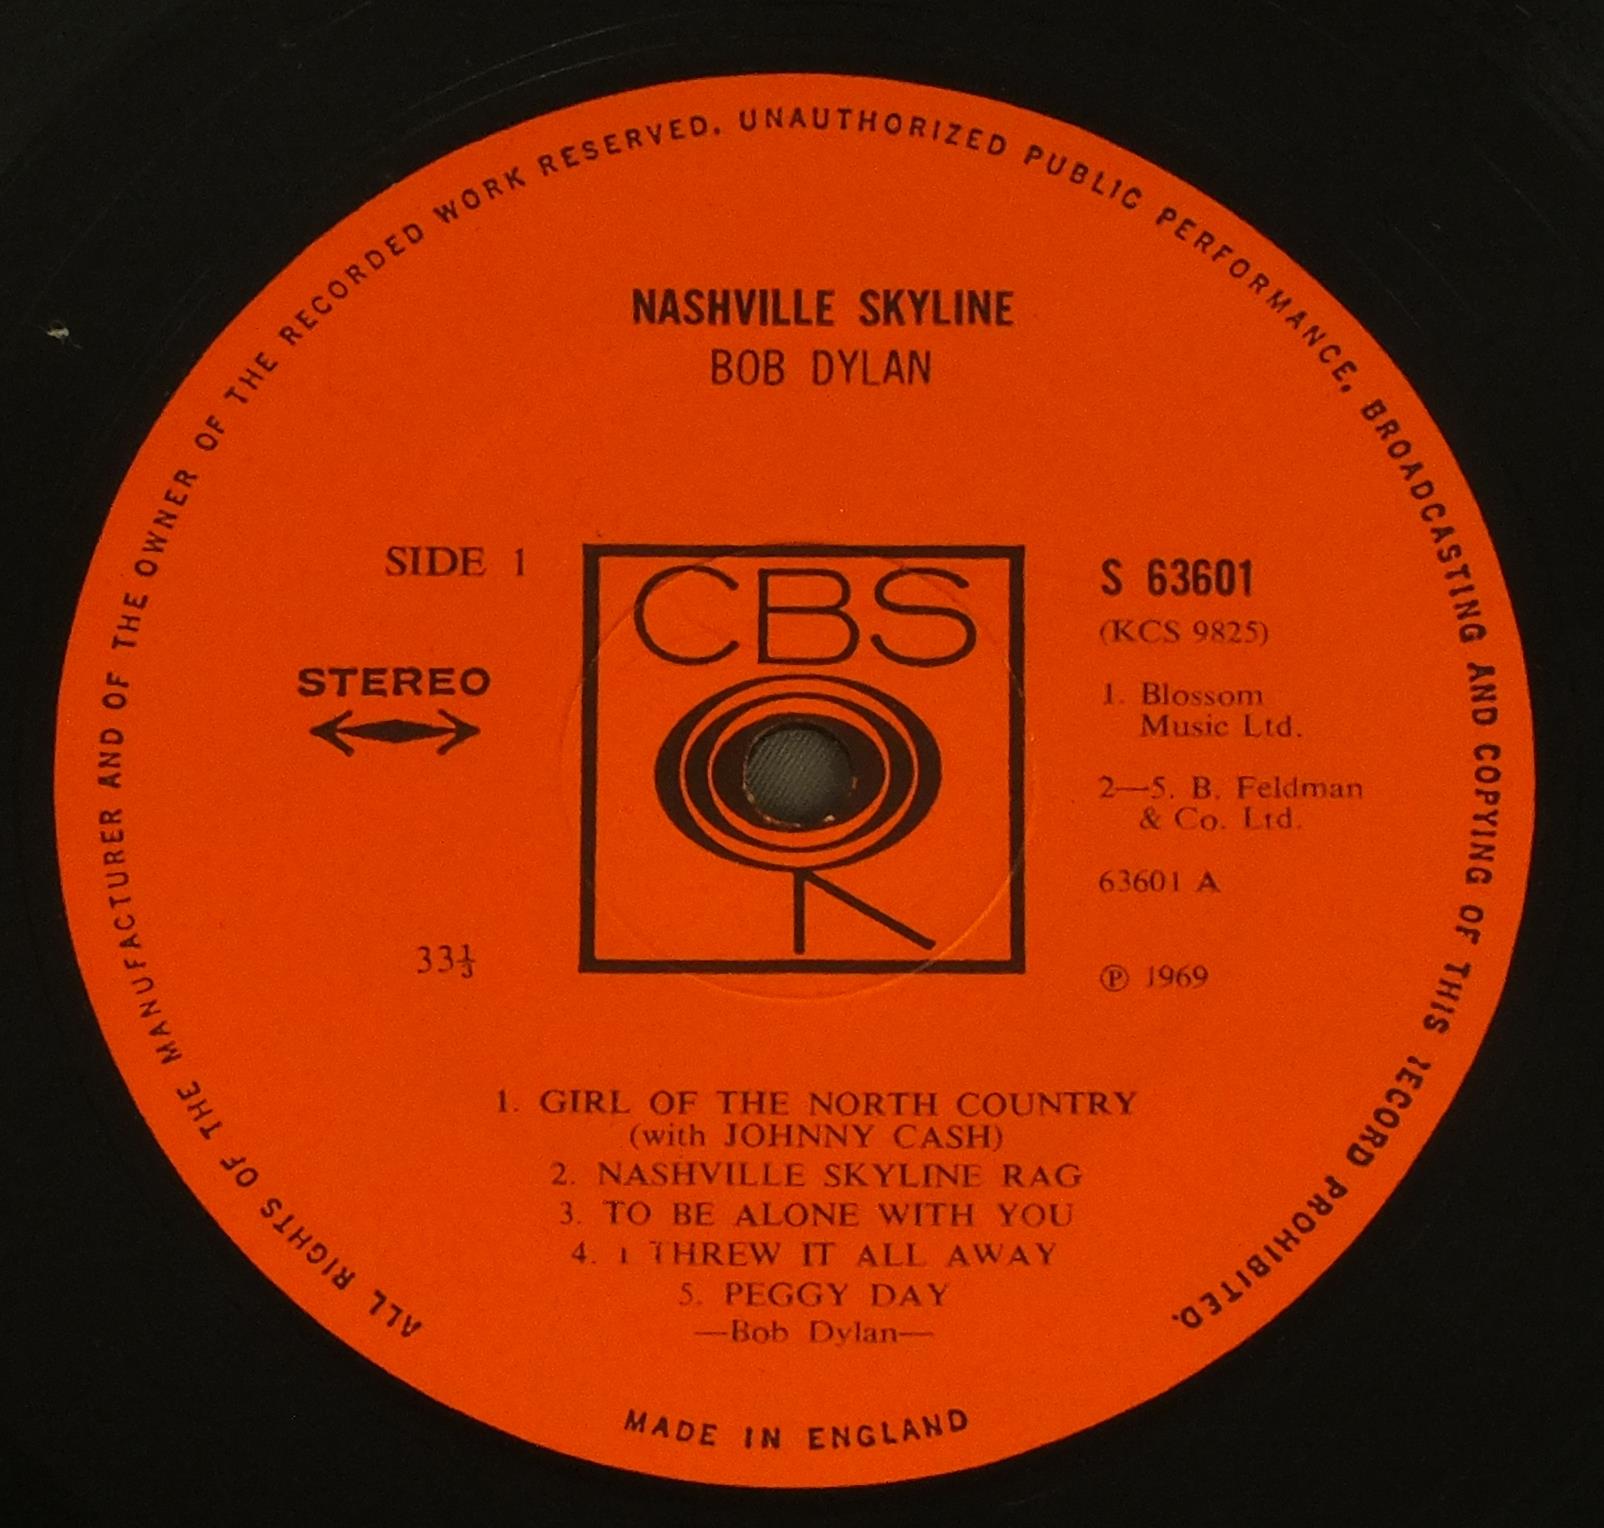 ALL RIGHTS OF THE MANUFACTURER AND OF THE OWNER OF THE RECORDED WORK RESERVED. UNAUTHORIZED PUBLIC PERFORMANCE, BROADCASTING AND COPYING OF THIS RECORD PROHIBITED.
NASHVILLE SKYLINE
BOB DYLAN
SIDE 1
STEREO
33⅓
CBS
S 63601
(KCS 9825)
1. Blossom
Music Ltd.
2—5. B. Feldman
& Co. Ltd.
63601 A
℗ 1969
1. GIRL OF THE NORTH COUNTRY
(with JOHNNY CASH)
2. NASHVILLE SKYLINE RAG
3. TO BE ALONE WITH YOU
4. I THREW IT ALL AWAY
5. PEGGY DAY
—Bob Dylan—
MADE IN ENGLAND